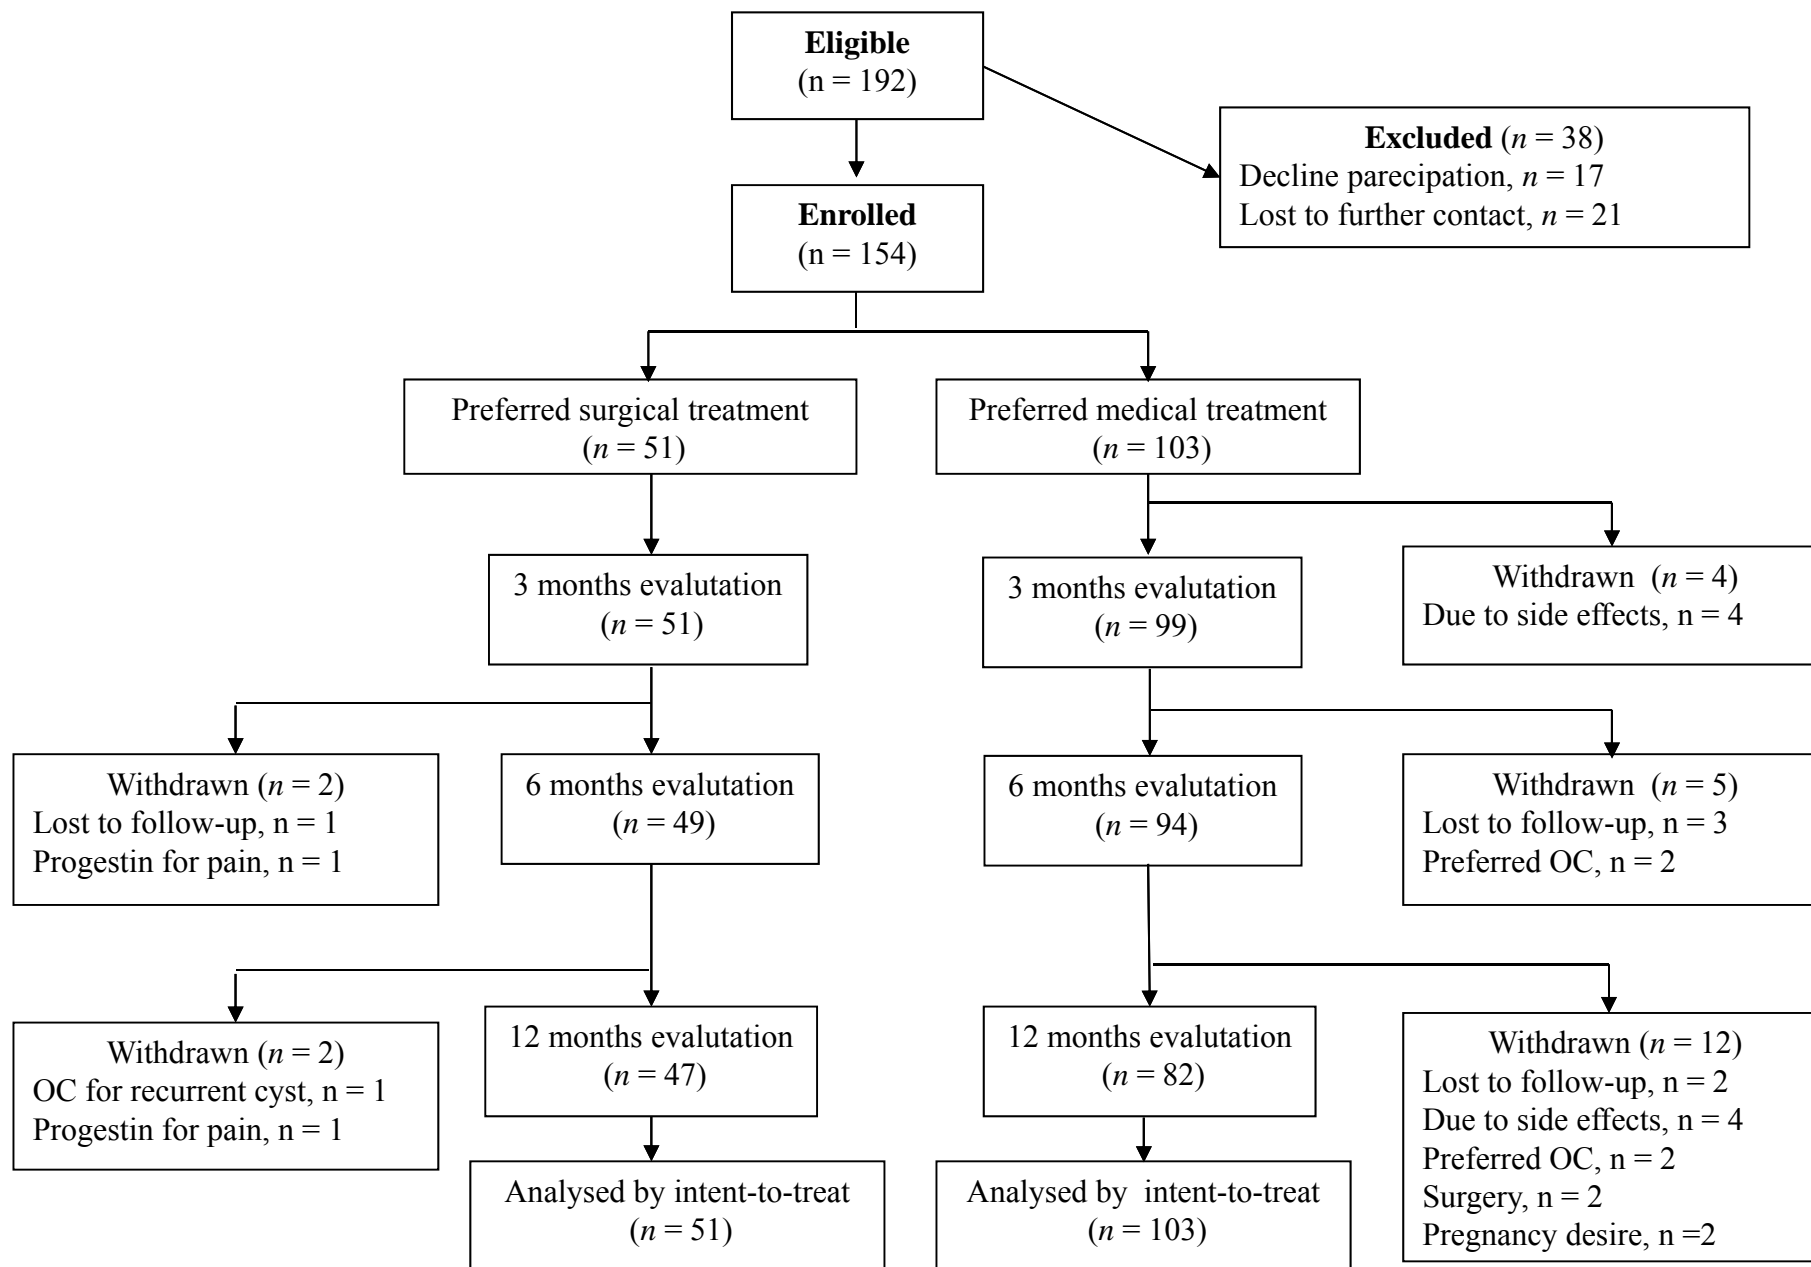 Eligible
(n = 192)
Excluded (n = 38)
Decline parecipation, n = 17
Lost to further contact, n = 21
Enrolled
(n = 154)
Preferred surgical treatment
(n = 51)
Preferred medical treatment
(n = 103)
3 months evalutation
(n = 51)
3 months evalutation
(n = 99)
Withdrawn (n = 4)
Due to side effects, n = 4
Withdrawn (n = 2)
Lost to follow-up, n = 1
Progestin for pain, n = 1
6 months evalutation
(n = 49)
6 months evalutation
(n = 94)
Withdrawn (n = 5)
Lost to follow-up, n = 3
Preferred OC, n = 2
Withdrawn (n = 2)
OC for recurrent cyst, n = 1
Progestin for pain, n = 1
12 months evalutation
(n = 47)
12 months evalutation
(n = 82)
Withdrawn (n = 12)
Lost to follow-up, n = 2
Due to side effects, n = 4
Preferred OC, n = 2
Surgery, n = 2
Pregnancy desire, n =2
Analysed by intent-to-treat
(n = 51)
Analysed by intent-to-treat
(n = 103)